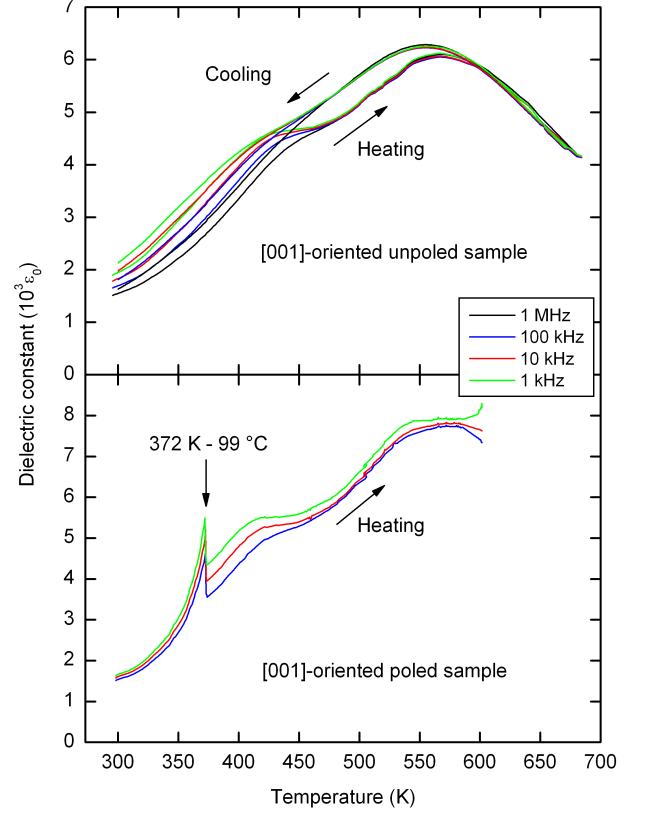 7
6
5
4
3
2
1
0
Cooling
Heating
[001]-oriented unpoled sample
1 MHz
100 kHz
10 kHz
1 kHz
Dielectric constant (10³ε₀)
8
7
6
5
4
3
2
1
0
372 K - 99 °C
Heating
[001]-oriented poled sample
300 350 400 450 500 550 600 650 700
Temperature (K)